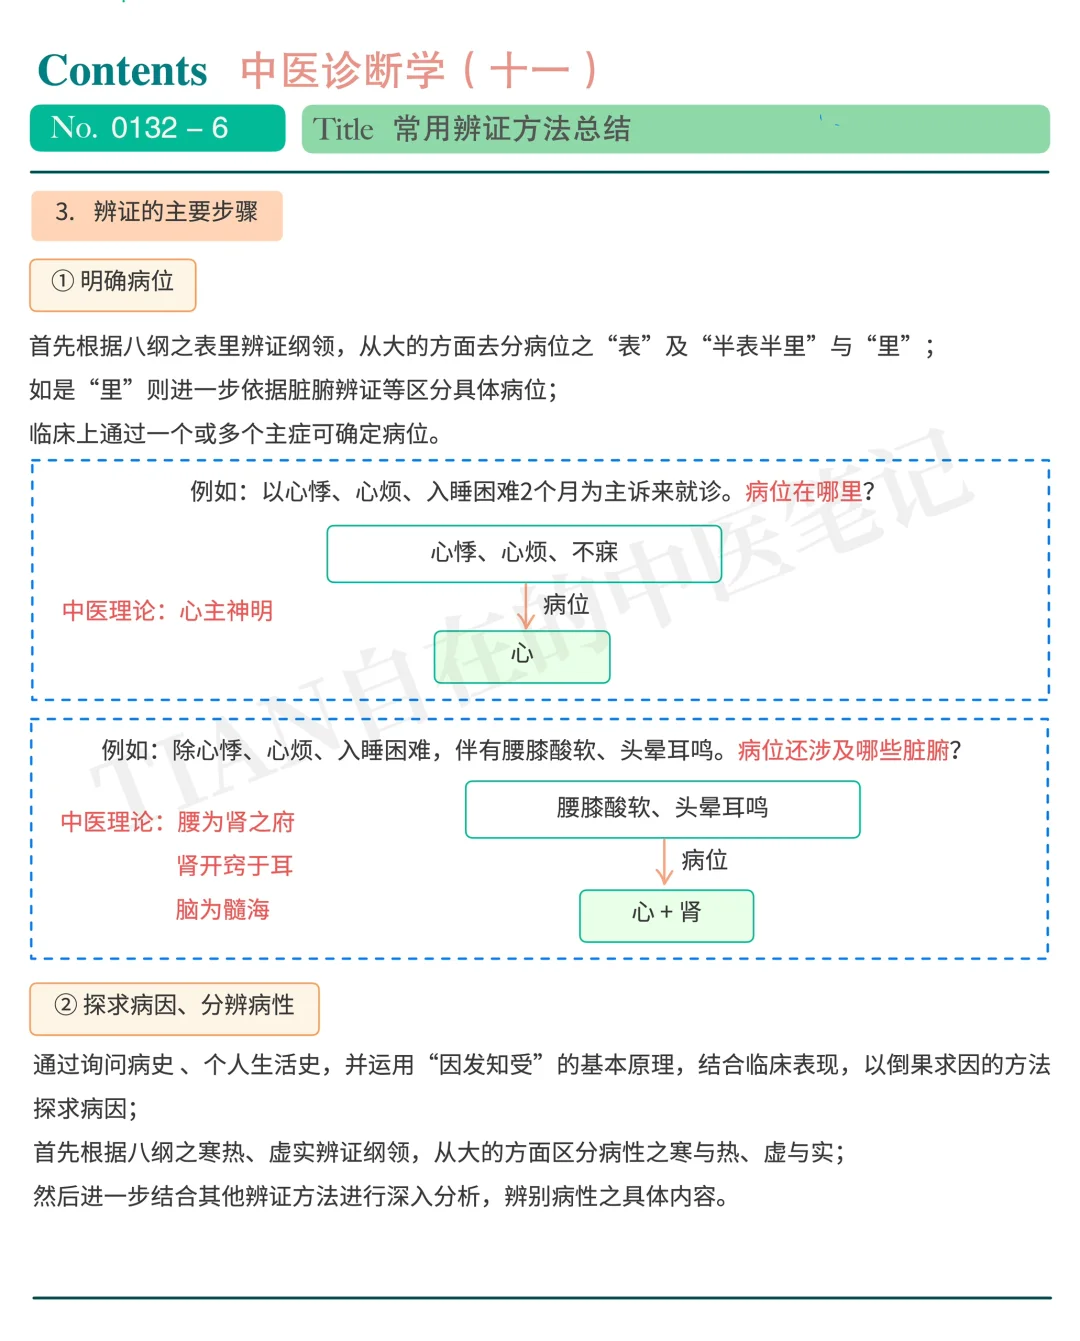 Contents 中医诊断学（十一）
No. 0132 – 6
Title 常用辨证方法总结
3. 辨证的主要步骤
① 明确病位
首先根据八纲之表里辨证纲领，从大的方面去分病位之“表”及“半表半里”与“里”；
如是“里”则进一步依据脏腑辨证等区分具体病位；
临床上通过一个或多个主症可确定病位。
例如：以心悸、心烦、入睡困难2个月为主诉来就诊。病位在哪里？
心悸、心烦、不寐
中医理论：心主神明
病位
心
例如：除心悸、心烦、入睡困难，伴有腰膝酸软、头晕耳鸣。病位还涉及哪些脏腑？
腰膝酸软、头晕耳鸣
中医理论：腰为肾之府
病位
肾开窍于耳
脑为髓海
心 + 肾
② 探求病因、分辨病性
通过询问病史 、个人生活史，并运用“因发知受”的基本原理，结合临床表现，以倒果求因的方法
探求病因；
首先根据八纲之寒热、虚实辨证纲领，从大的方面区分病性之寒与热、虚与实；
然后进一步结合其他辨证方法进行深入分析，辨别病性之具体内容。
TIAN自在的中医笔记